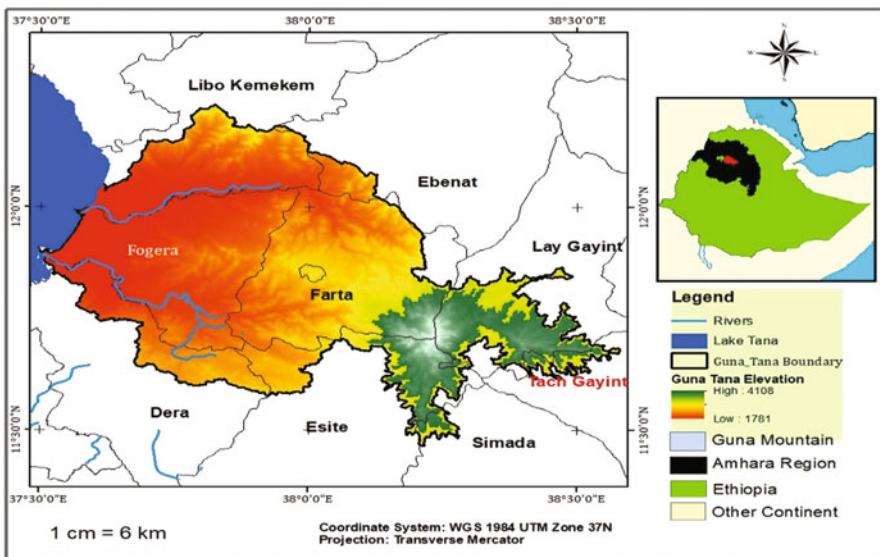 37°30'0"E
38°0'0"E
38°30'0"E
12°0'0"N
11°30'0"N
Libo Kemekem
Ebenat
Lay Gayint
Fogera
Farta
Tach Gayint
Dera
Esite
Simada
37°30'0"E
38°0'0"E
38°30'0"E
12°0'0"N
11°30'0"N
1 cm = 6 km
Coordinate System: WGS 1984 UTM Zone 37N
Projection: Transverse Mercator
N
W
E
S
Legend
Rivers
Lake Tana
Guna_Tana Boundary
Guna Tana Elevation
High : 4108
Low : 1781
Guna Mountain
Amhara Region
Ethiopia
Other Continent